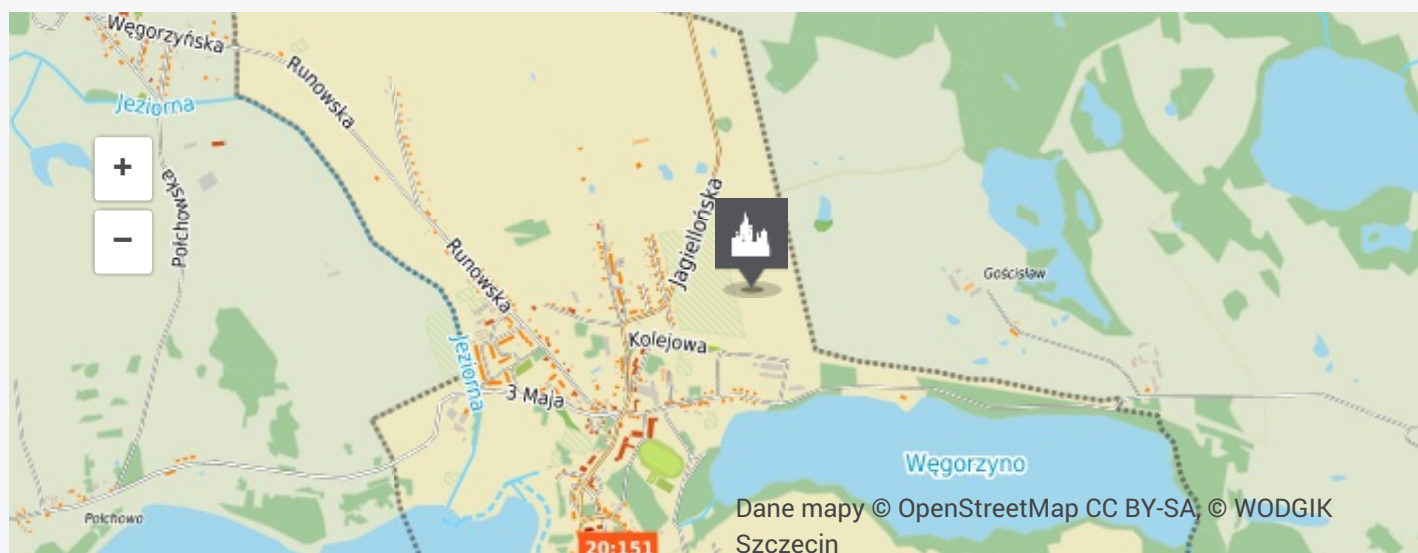 Węgorzyńska
Runowska
Jeziorna
+
Połchowska
Jagiellońska
−
Runowska
Gościsław
Kolejowa
Jeziorna
3 Maja
Węgorzyno
Połchowo
Dane mapy © OpenStreetMap CC BY-SA, © WODGIK
Szczecin
20:151